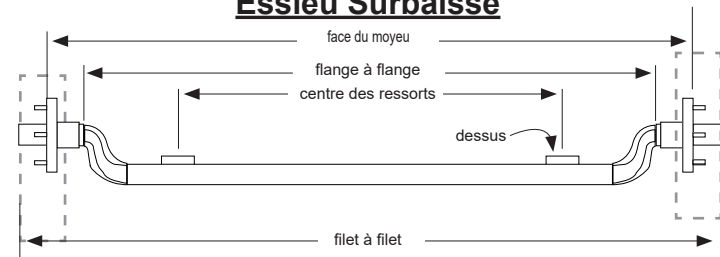 Essieu Surbaissé
face du moyeu
flange à flange
centre des ressorts
dessus
filet à filet